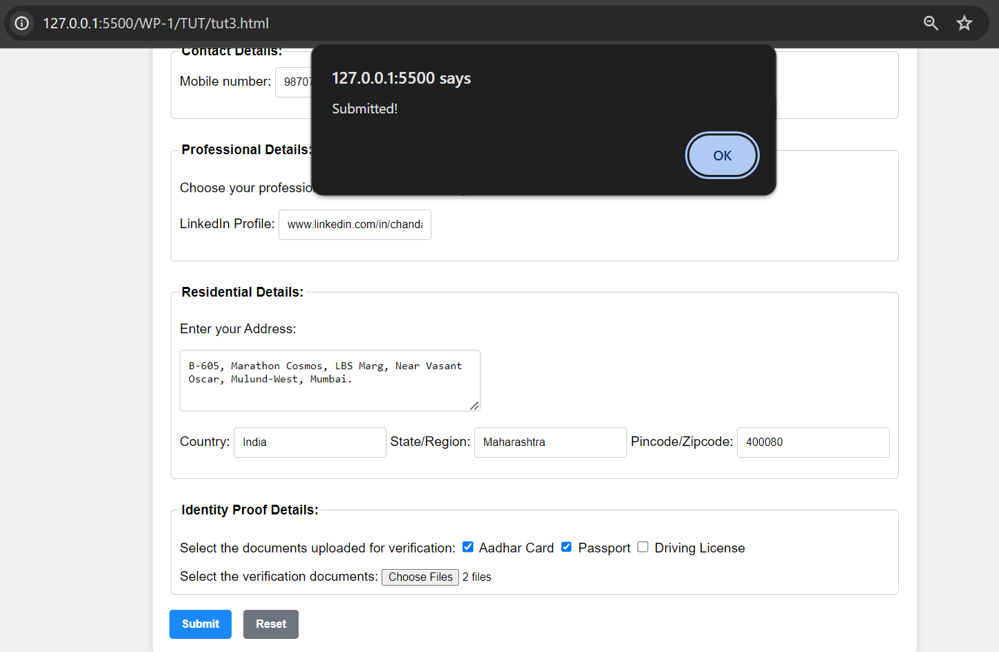 127.0.0.1:5500/WP-1/TUT/tut3.html
127.0.0.1:5500 says
Submitted!
OK
Contact Details:
Mobile number: 9870
Professional Details:
Choose your professio
LinkedIn Profile: www.linkedin.com/in/chand
Residential Details:
Enter your Address:
B-605, Marathon Cosmos, LBS Marg, Near Vasant
Oscar, Mulund-West, Mumbai.
Country: India State/Region: Maharashtra Pincode/Zipcode: 400080
Identity Proof Details:
Select the documents uploaded for verification: Aadhar Card Passport Driving License
Select the verification documents: Choose Files 2 files
Submit Reset